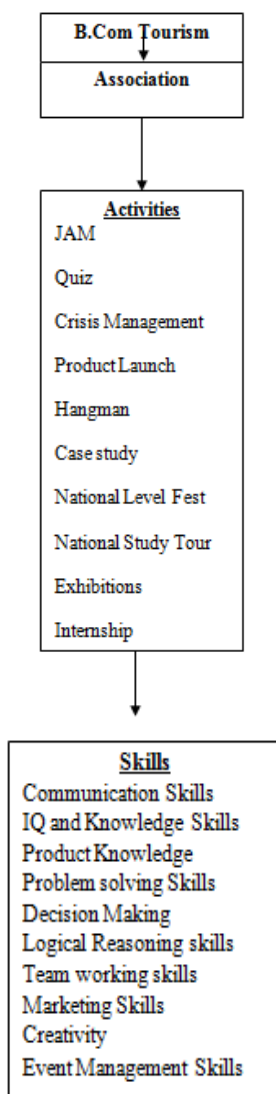 B.Com Tourism
Association
Activities
JAM
Quiz
Crisis Management
Product Launch
Hangman
Case study
National Level Fest
National Study Tour
Exhibitions
Internship
Skills
Communication Skills
IQ and Knowledge Skills
Product Knowledge
Problem solving Skills
Decision Making
Logical Reasoning skills
Team working skills
Marketing Skills
Creativity
Event Management Skills